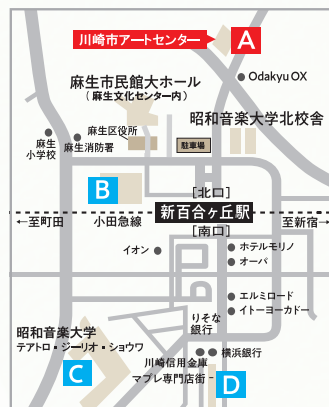 川崎市アートセンター
A
Odakyu OX
麻生市民館大ホール
(麻生文化センター内)
昭和音楽大学北校舎
麻生区役所
麻生
小学校
麻生消防署
駐車場
B
[北口]
新百合ヶ丘駅
←至町田
小田急線
至新宿→
[南口]
イオン
ホテルモリノ
オーパ
エルミロード
イトーヨーカドー
りそな
銀行
昭和音楽大学
テアトロ・ジーリオ・ショウワ
C
横浜銀行
川崎信用金庫
マプレ専門店街
D